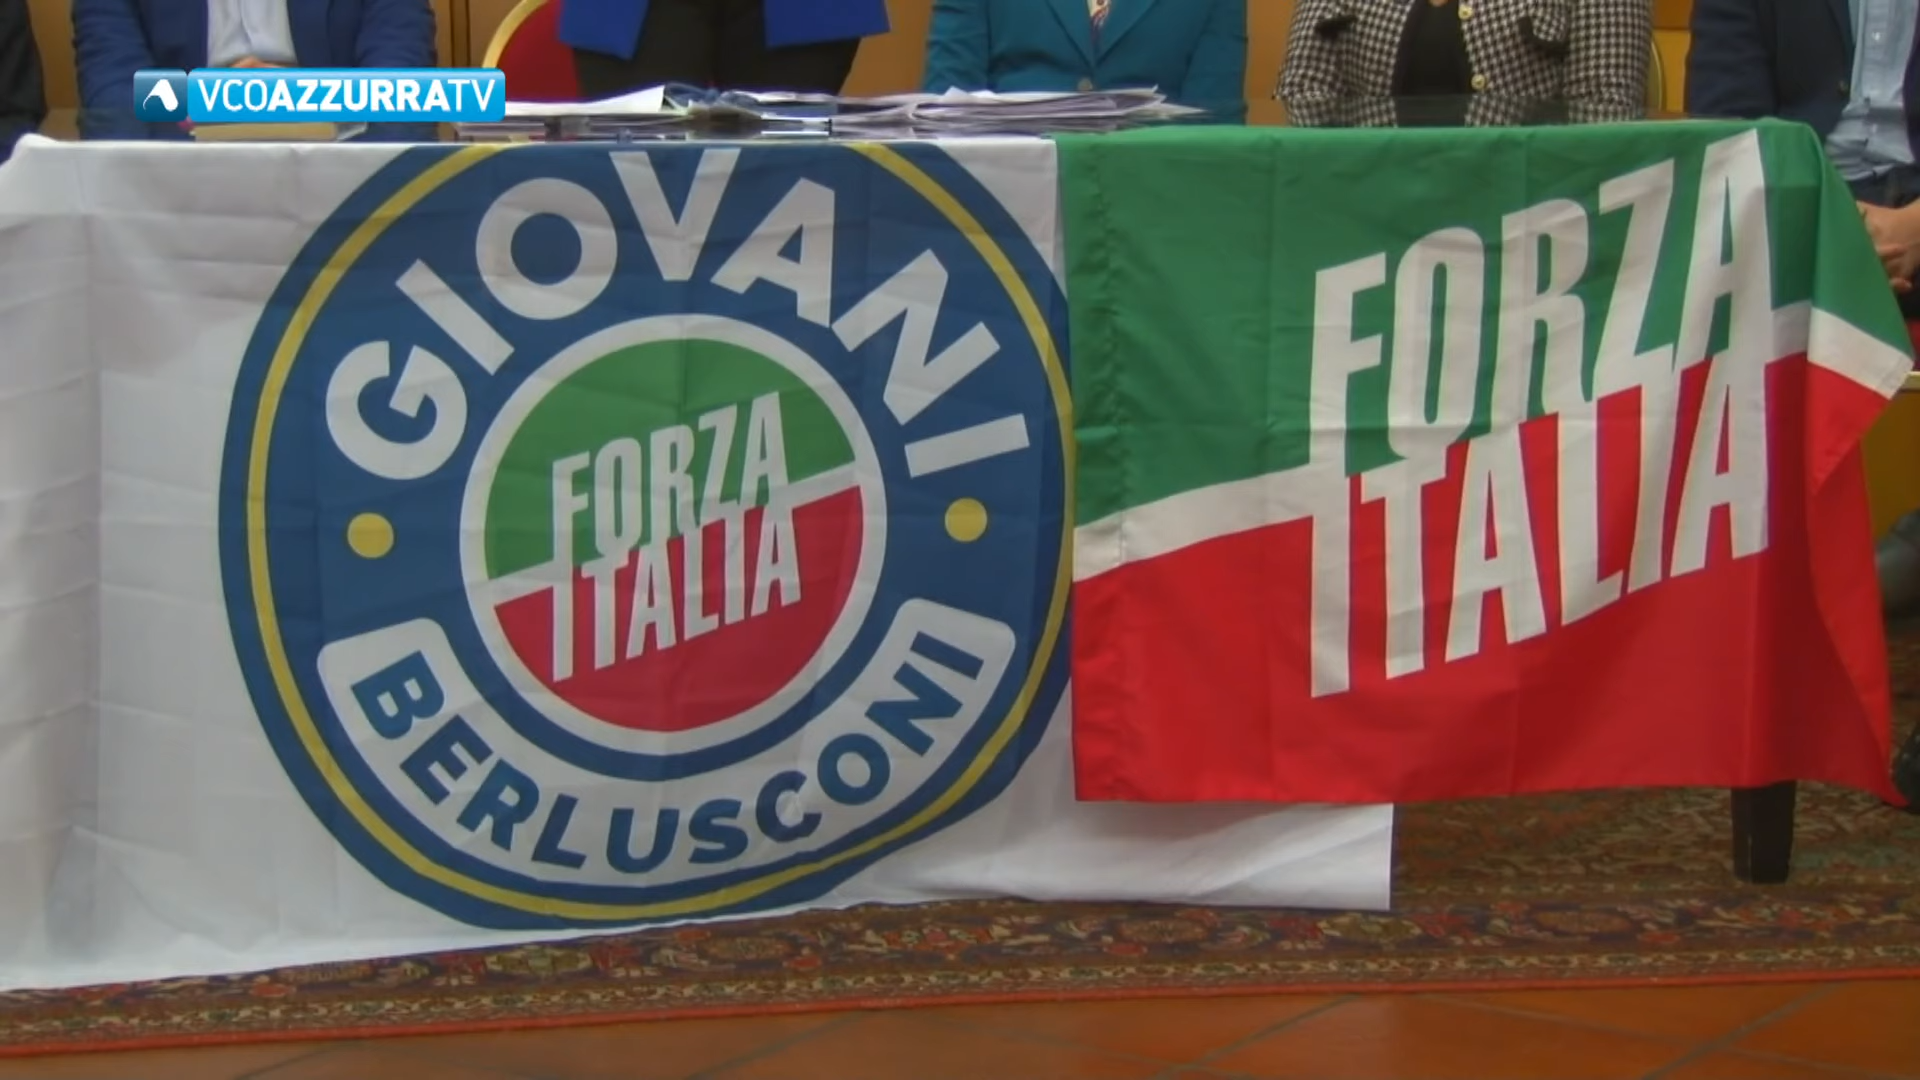 VCOAZZURRATV
GIOVANI
FORZA
ITALIA
BERLUSCONI
FORZA
ITALIA